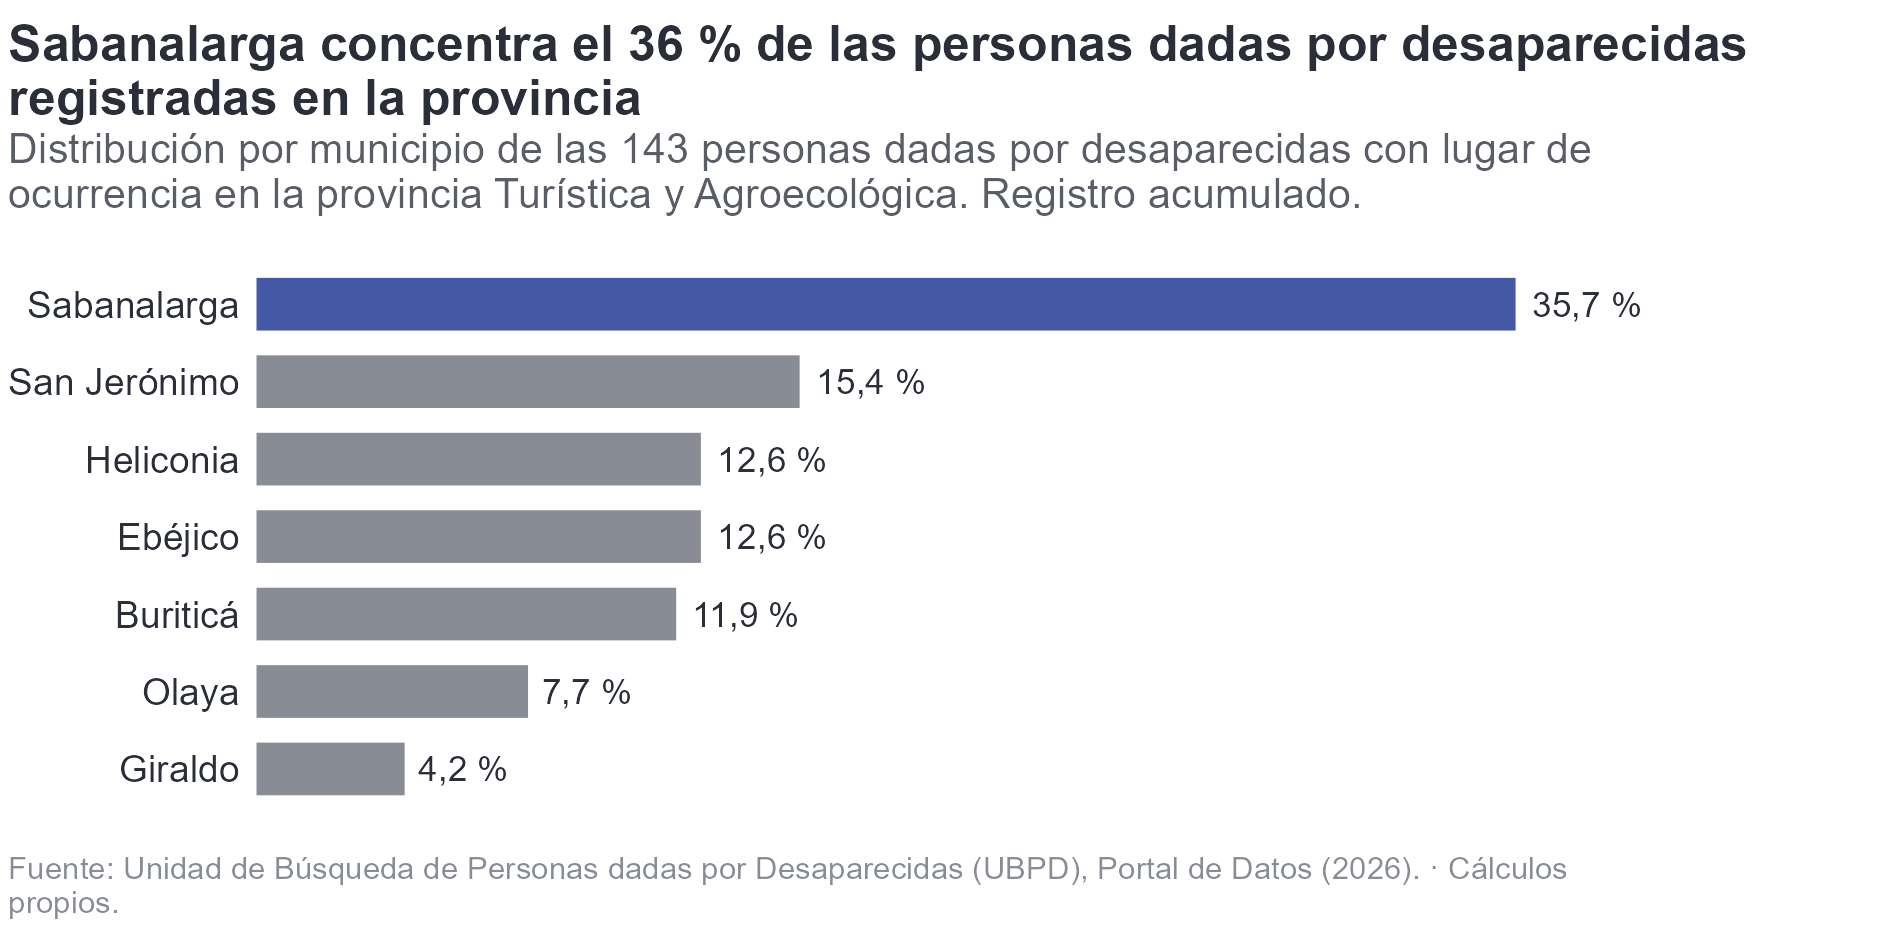 Sabanalarga concentra el 36 % de las personas dadas por desaparecidas
registradas en la provincia
Distribución por municipio de las 143 personas dadas por desaparecidas con lugar de
ocurrencia en la provincia Turística y Agroecológica. Registro acumulado.
Sabanalarga 35,7 %
San Jerónimo 15,4 %
Heliconia 12,6 %
Ebéjico 12,6 %
Buriticá 11,9 %
Olaya 7,7 %
Giraldo 4,2 %
Fuente: Unidad de Búsqueda de Personas dadas por Desaparecidas (UBPD), Portal de Datos (2026). · Cálculos
propios.